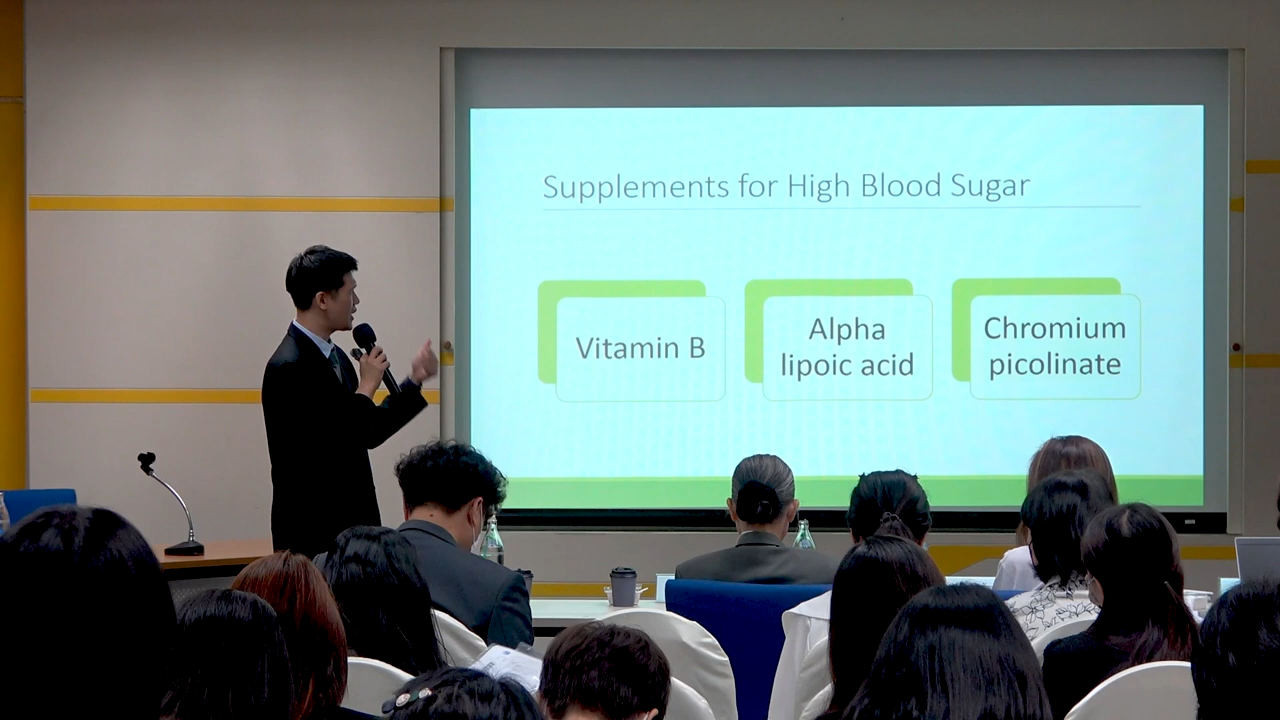 Supplements for High Blood Sugar
Vitamin B
Alpha
lipoic acid
Chromium
picolinate